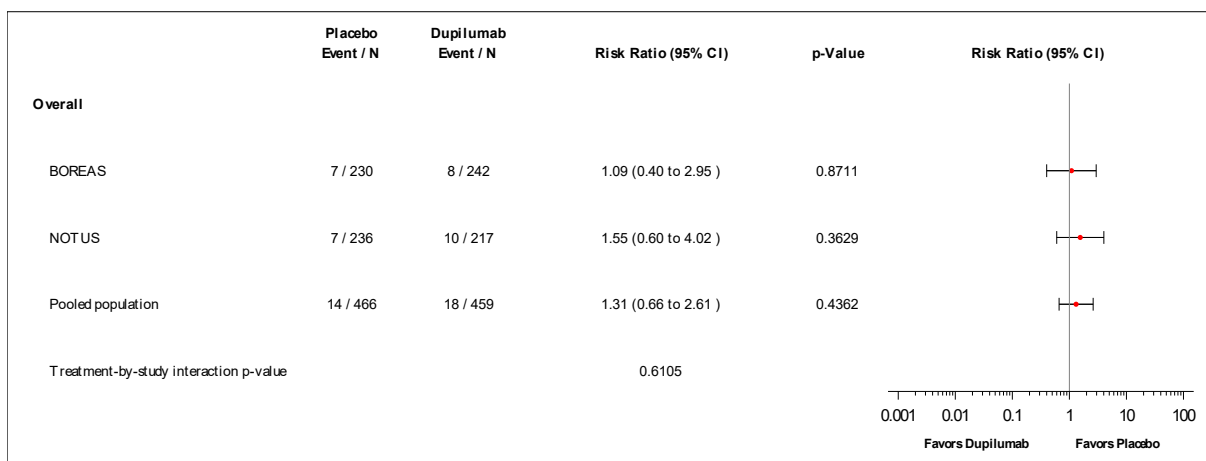 Placebo Dupilumab
Event / N Event / N Risk Ratio (95% CI) p-Value Risk Ratio (95% CI)
Overall
BOREAS 7 / 230 8 / 242 1.09 (0.40 to 2.95 ) 0.8711
NOTUS 7 / 236 10 / 217 1.55 (0.60 to 4.02 ) 0.3629
Pooled population 14 / 466 18 / 459 1.31 (0.66 to 2.61 ) 0.4362
Treatment-by-study interaction p-value 0.6105
0.001 0.01 0.1 1 10 100
Favors Dupilumab Favors Placebo